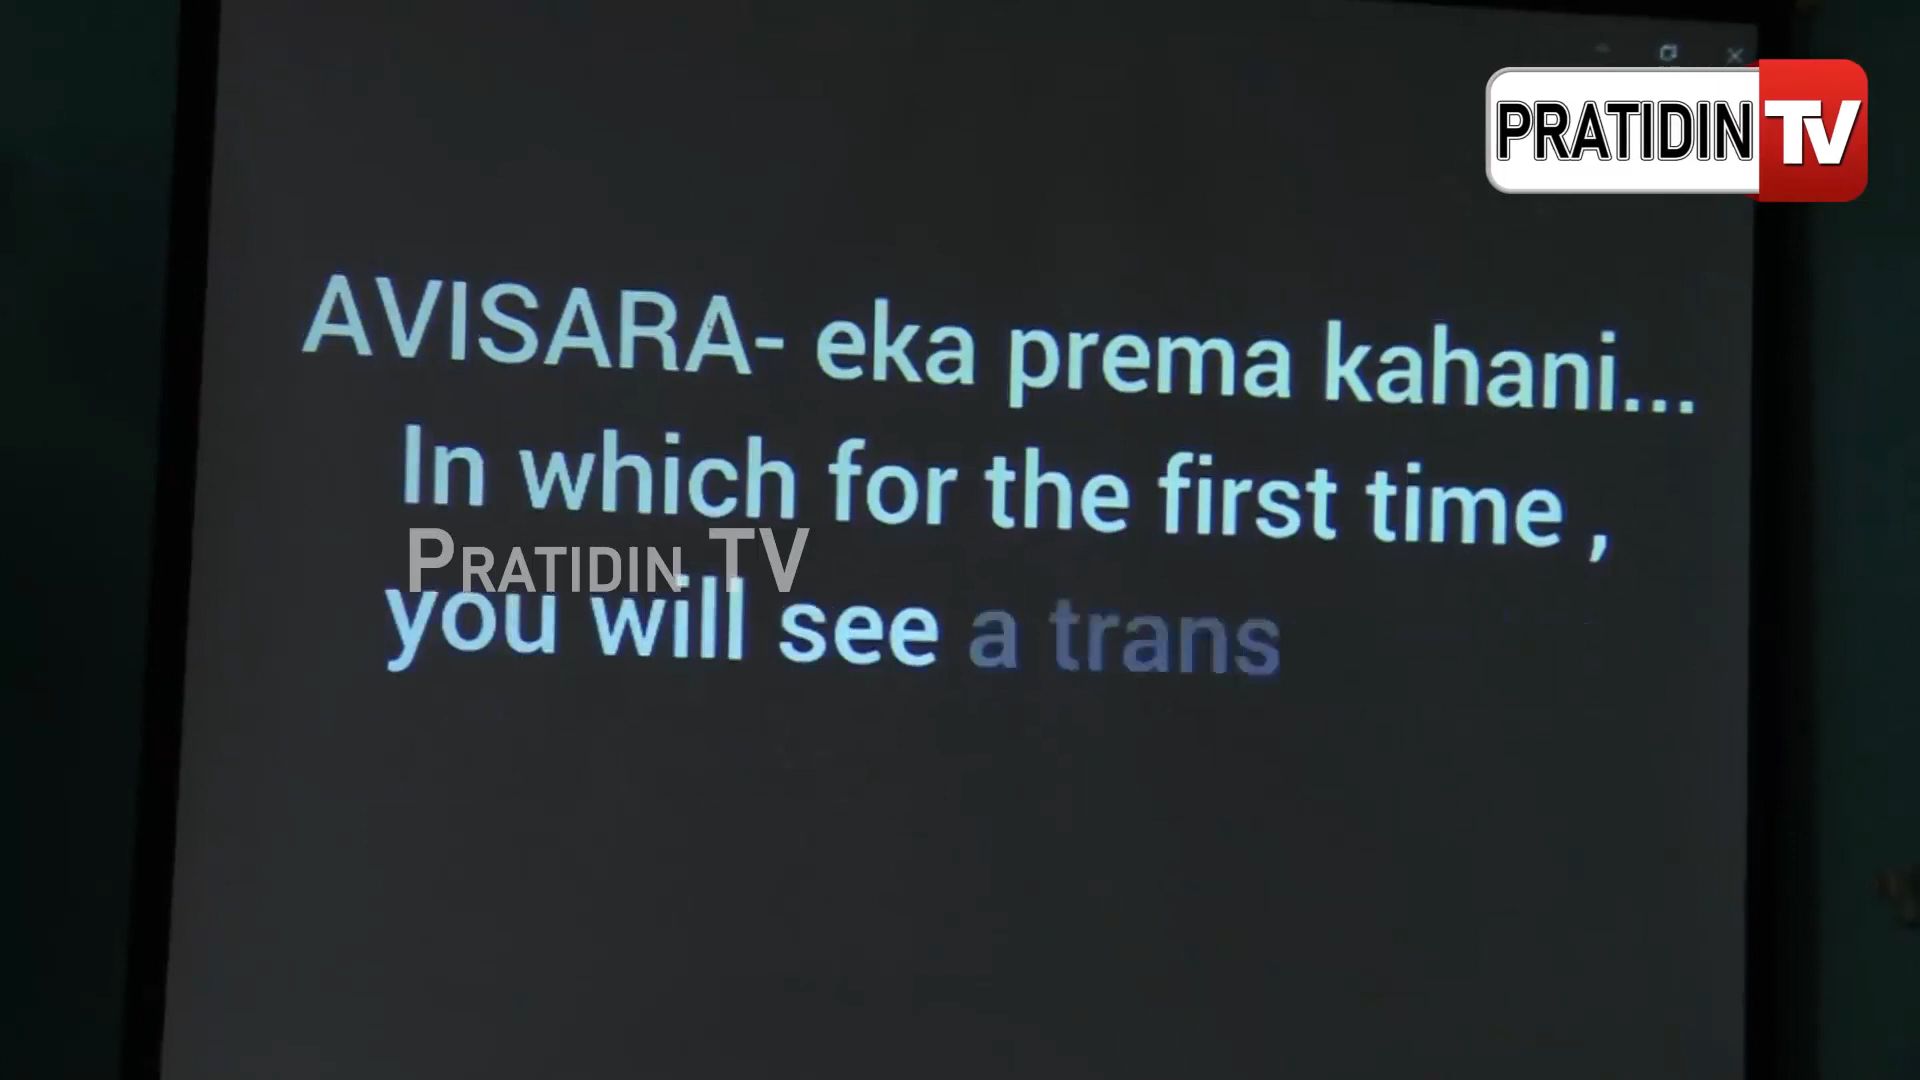 PRATIDIN TV
AVISARA- eka prema kahani...
In which for the first time ,
PRATIDIN TV
you will see a trans